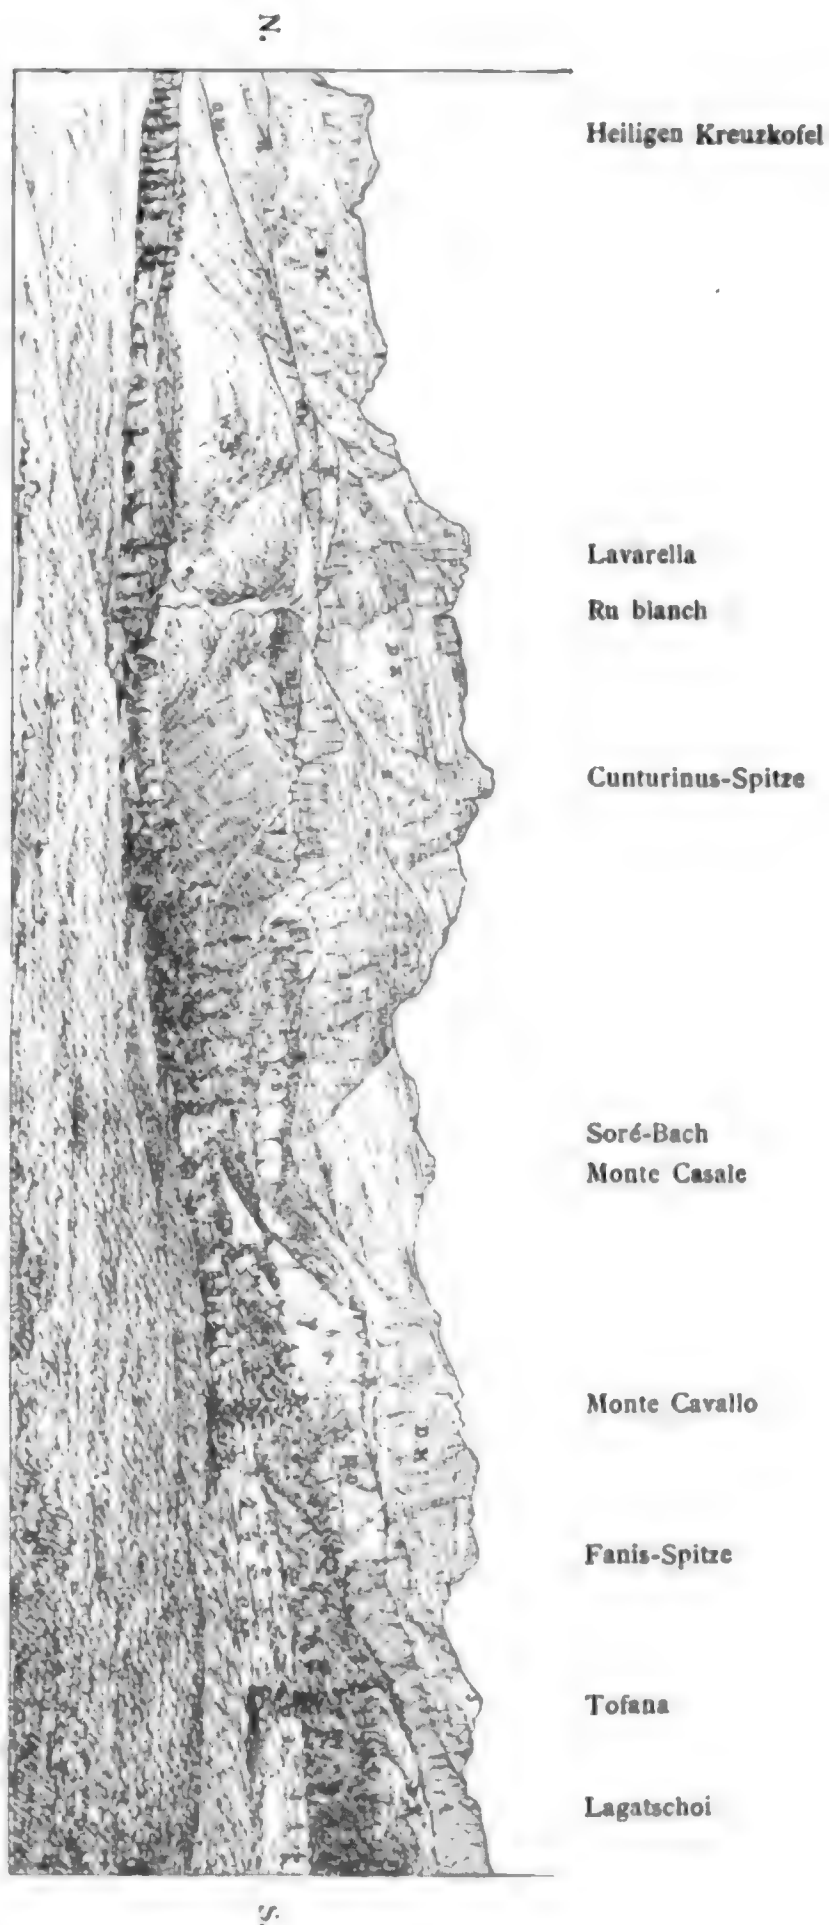 N.
Heiligen Kreuzkofel
Lavarella
Ru blanch
Cunturinus-Spitze
Soré-Bach
Monte Casale
Monte Cavallo
Fanis-Spitze
Tofana
Lagatschoi
S.